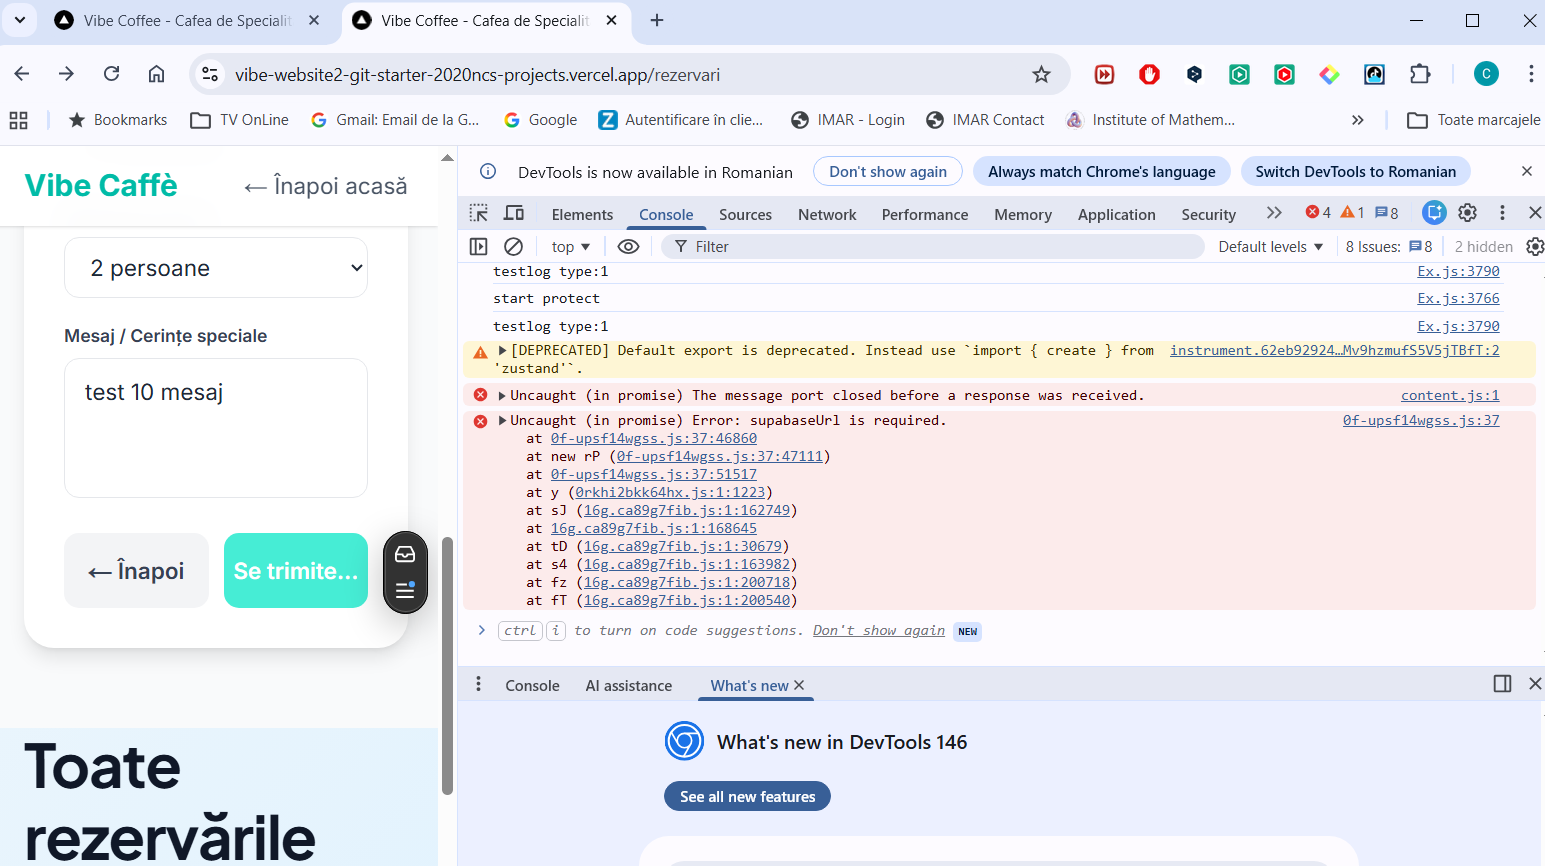 Vibe Coffee - Cafea de Specialit
Vibe Coffee - Cafea de Specialit
vibe-website2-git-starter-2020ncs-projects.vercel.app/rezervari
C
Bookmarks
TV OnLine
Gmail: Email de la G...
Google
Autentificare în clie...
IMAR - Login
IMAR Contact
Institute of Mathem...
Toate marcajele
Vibe Caffè
← Înapoi acasă
2 persoane
Mesaj / Cerințe speciale
test 10 mesaj
← Înapoi
Se trimite...
Toate
rezervările
DevTools is now available in Romanian
Don't show again
Always match Chrome's language
Switch DevTools to Romanian
Elements
Console
Sources
Network
Performance
Memory
Application
Security
4
1
8
top
Filter
Default levels
8 Issues:
8
2 hidden
testlog type:1 Ex.js:3790
start protect Ex.js:3766
testlog type:1 Ex.js:3790
[DEPRECATED] Default export is deprecated. Instead use `import { create } from instrument.62eb92924…Mv9hzmufS5V5jTBfT:2
'zustand'`.
Uncaught (in promise) The message port closed before a response was received. content.js:1
Uncaught (in promise) Error: supabaseUrl is required. 0f-upsf14wgss.js:37
at 0f-upsf14wgss.js:37:46860
at new rP (0f-upsf14wgss.js:37:47111)
at 0f-upsf14wgss.js:37:51517
at y (0rkhi2bkk64hx.js:1:1223)
at sJ (16g.ca89g7fib.js:1:162749)
at 16g.ca89g7fib.js:1:168645
at tD (16g.ca89g7fib.js:1:30679)
at s4 (16g.ca89g7fib.js:1:163982)
at fz (16g.ca89g7fib.js:1:200718)
at fT (16g.ca89g7fib.js:1:200540)
ctrl i to turn on code suggestions. Don't show again NEW
Console
AI assistance
What's new
What's new in DevTools 146
See all new features